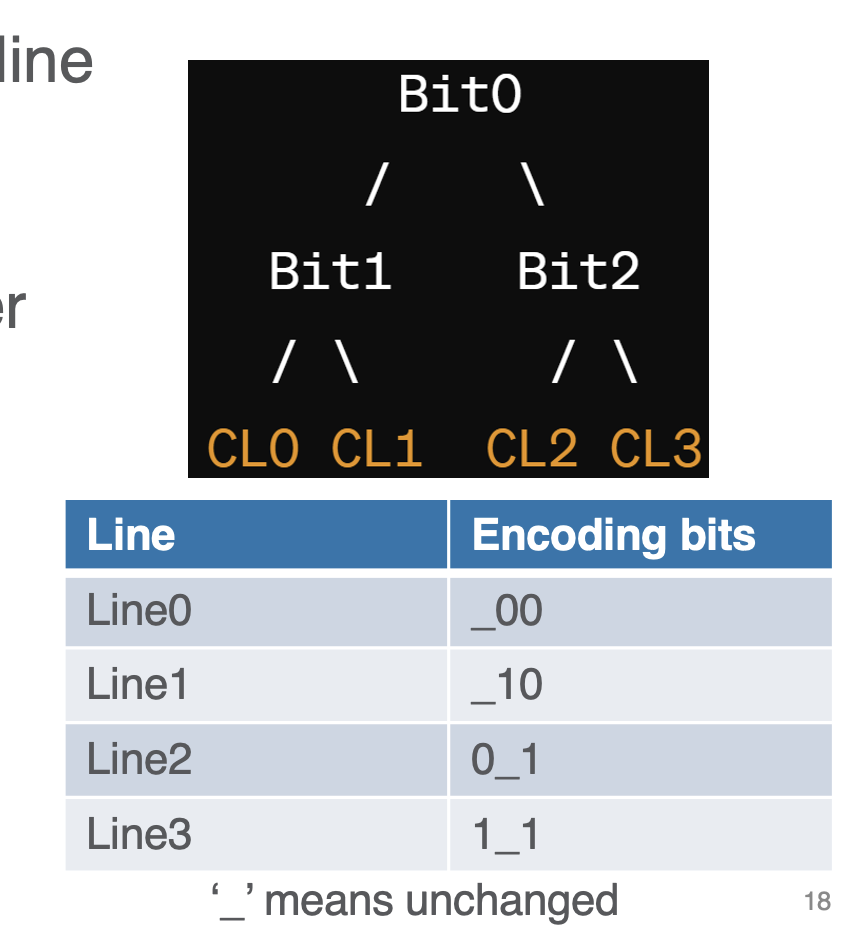 line
Bit0
/ \
Bit1 Bit2
er
/ \ / \
CL0 CL1 CL2 CL3
Line Encoding bits
Line0 _00
Line1 _10
Line2 0_1
Line3 1_1
‘_’ means unchanged
18